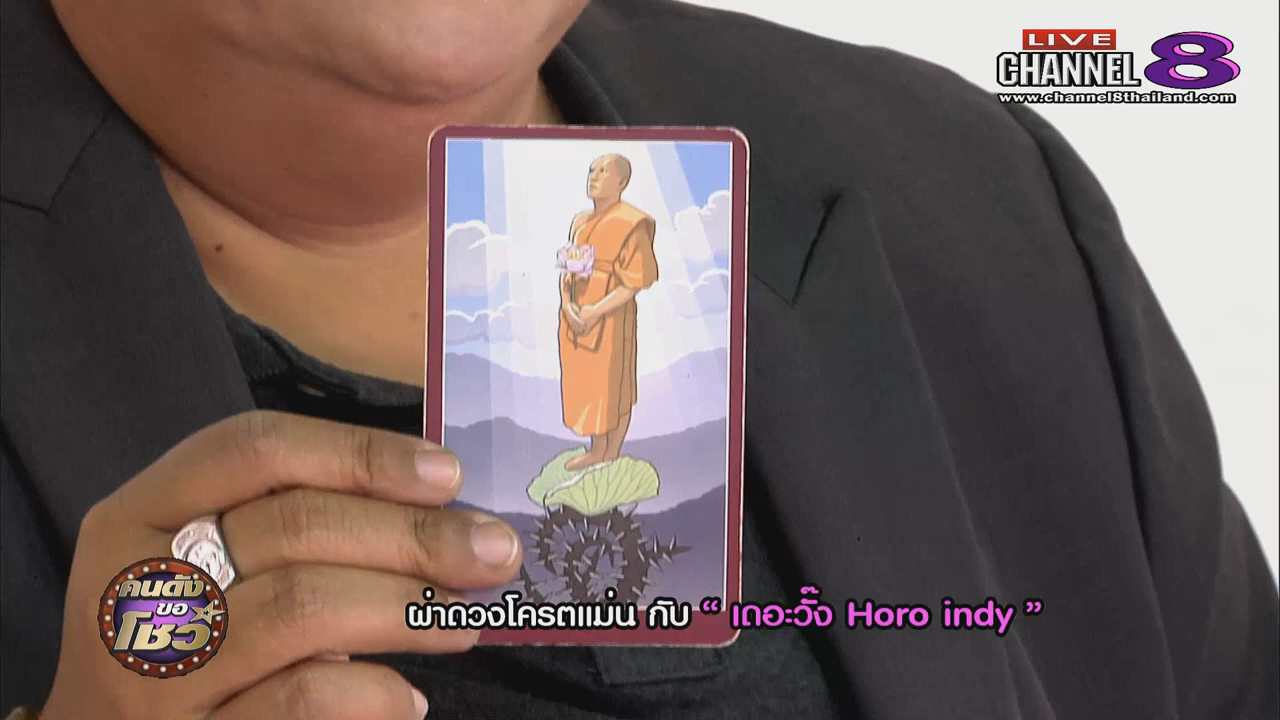 LIVE
CHANNEL 8
www.channel8thailand.com
คนดัง
ขอ
โชว์
ผ่าดวงโครตแม่น กับ “ เดอะวั๊ง Horo indy ”